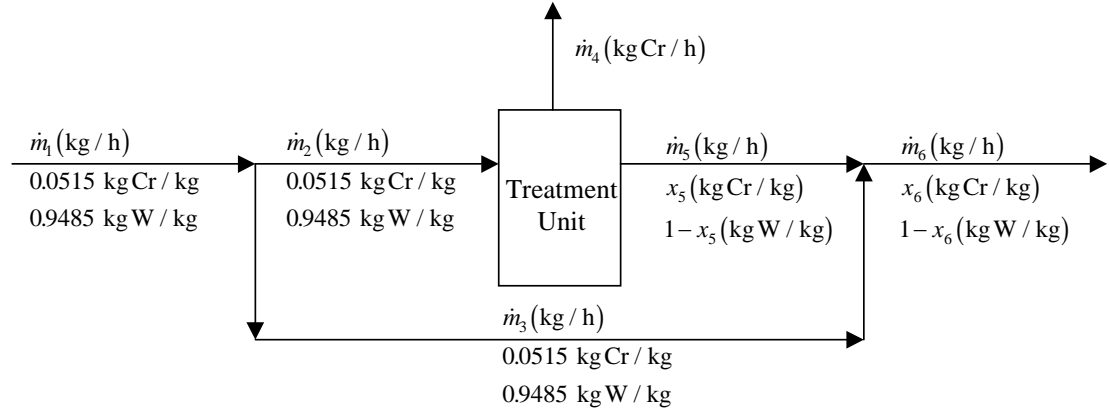 ṁ₄(kg Cr / h)
ṁ₁(kg / h)
0.0515 kg Cr / kg
0.9485 kg W / kg
ṁ₂(kg / h)
0.0515 kg Cr / kg
0.9485 kg W / kg
Treatment
Unit
ṁ₅(kg / h)
x₅(kg Cr / kg)
1 − x₅(kg W / kg)
ṁ₆(kg / h)
x₆(kg Cr / kg)
1 − x₆(kg W / kg)
ṁ₃(kg / h)
0.0515 kg Cr / kg
0.9485 kg W / kg